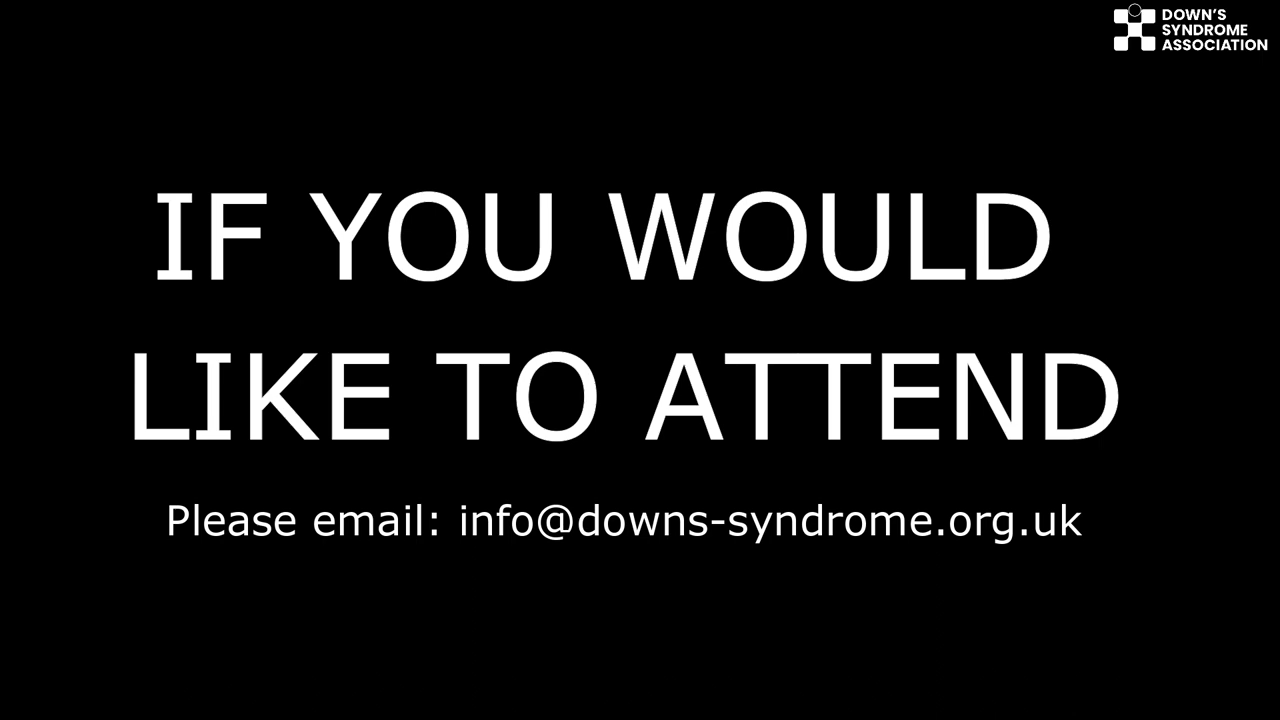 DOWN'S
SYNDROME
ASSOCIATION
IF YOU WOULD
LIKE TO ATTEND
Please email: info@downs-syndrome.org.uk